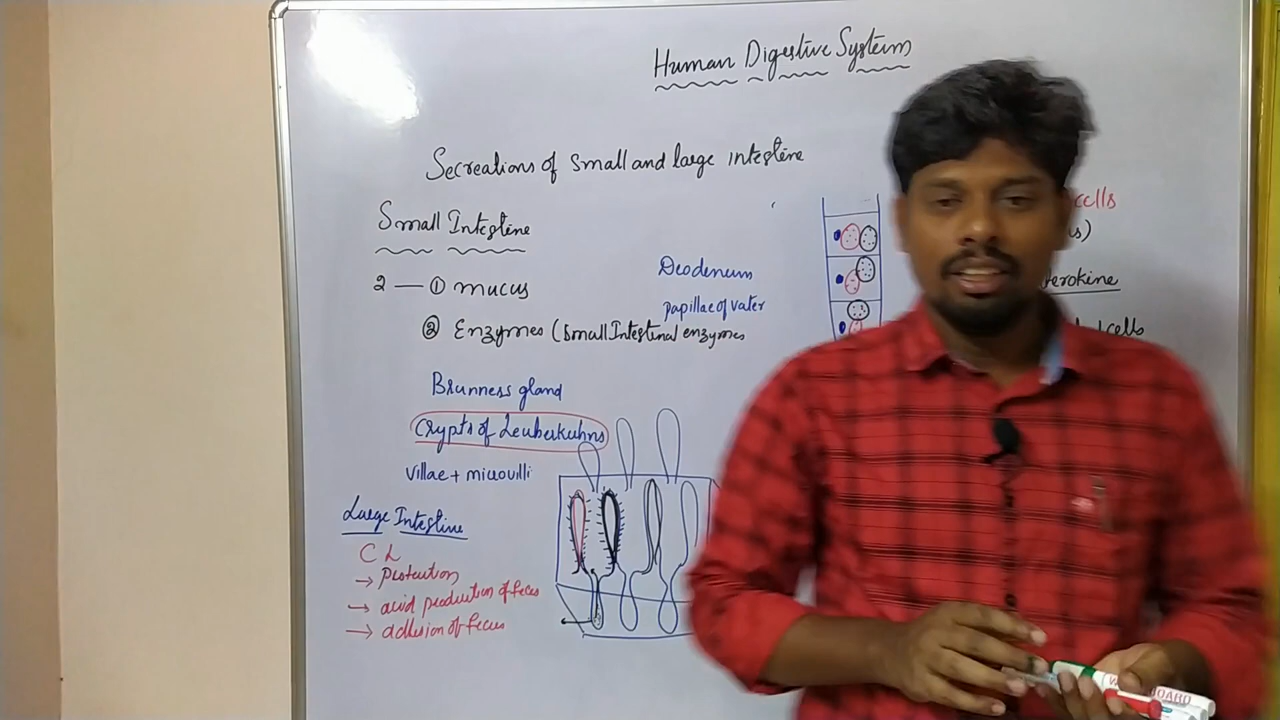 Human Digestive System
Secreations of small and large intestine
Small Intestine
2 — ① mucus
② Enzymes (small Intestinal enzymes
Deodenum
papillae of vater
Brunness gland
Crypts of Leuberkuhns
Villae + microvilli
Large Intestine
C L
→ Protection
→ acid production of feces
→ adhesion of feces
cells
s)
erokine
cells
BOARD